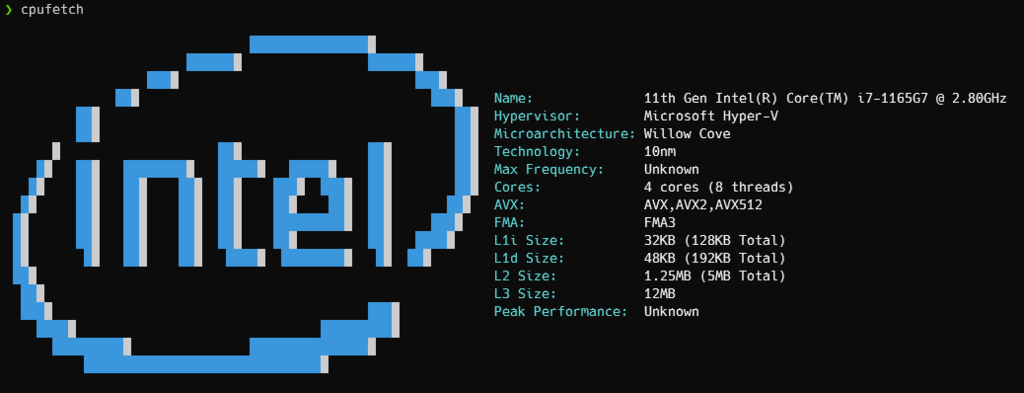 ❯ cpufetch
intel
Name: 11th Gen Intel(R) Core(TM) i7-1165G7 @ 2.80GHz
Hypervisor: Microsoft Hyper-V
Microarchitecture: Willow Cove
Technology: 10nm
Max Frequency: Unknown
Cores: 4 cores (8 threads)
AVX: AVX,AVX2,AVX512
FMA: FMA3
L1i Size: 32KB (128KB Total)
L1d Size: 48KB (192KB Total)
L2 Size: 1.25MB (5MB Total)
L3 Size: 12MB
Peak Performance: Unknown